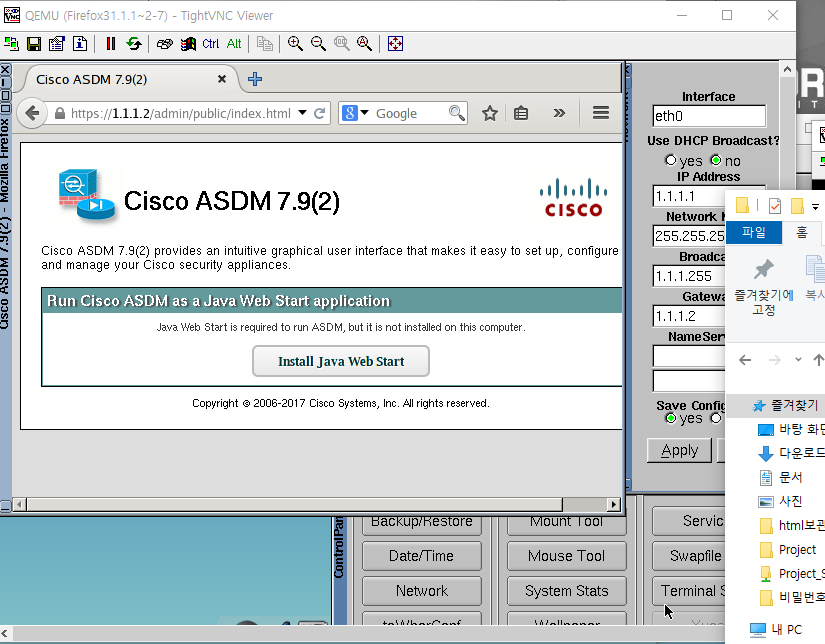 QEMU (Firefox31.1.1~2-7) - TightVNC Viewer
Ctrl Alt
Cisco ASDM 7.9(2)
https://1.1.1.2/admin/public/index.html
Google
Cisco ASDM 7.9(2) - Mozilla Firefox
Cisco ASDM 7.9(2)
CISCO
Cisco ASDM 7.9(2) provides an intuitive graphical user interface that makes it easy to set up, configure
and manage your Cisco security appliances.
Run Cisco ASDM as a Java Web Start application
Java Web Start is required to run ASDM, but it is not installed on this computer.
Install Java Web Start
Copyright © 2006-2017 Cisco Systems, Inc. All rights reserved.
Interface
eth0
Use DHCP Broadcast?
yes no
IP Address
1.1.1.1
Network
255.255.25
Broadca
1.1.1.255
Gatewa
1.1.1.2
NameSer
Save Config
yes
Apply
ControlPan
Backup/Restore
Mount Tool
Servic
Date/Time
Mouse Tool
Swapfile
Network
System Stats
Terminal
파일
홈
즐겨찾기에
고정
복사
즐겨찾기
바탕 화면
다운로드
문서
사진
html보관
Project
Project_S
비밀번호
내 PC